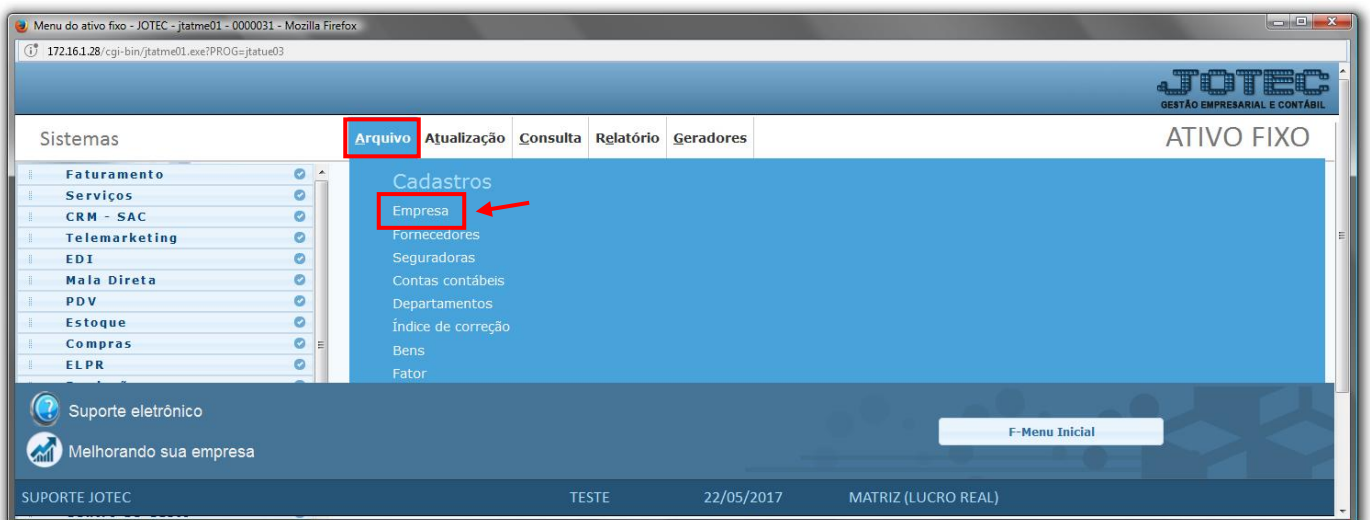 Menu do ativo fixo - JOTEC - jtatme01 - 0000031 - Mozilla Firefox
172.16.1.28/cgi-bin/jtatme01.exe?PROG=jtatue03
JOTEC
GESTÃO EMPRESARIAL E CONTÁBIL
Sistemas
Arquivo Atualização Consulta Relatório Geradores
ATIVO FIXO
Faturamento
Serviços
CRM - SAC
Telemarketing
EDI
Mala Direta
PDV
Estoque
Compras
ELPR
Cadastros
Empresa
Fornecedores
Seguradoras
Contas contábeis
Departamentos
Índice de correção
Bens
Fator
Suporte eletrônico
Melhorando sua empresa
F-Menu Inicial
SUPORTE JOTEC TESTE 22/05/2017 MATRIZ (LUCRO REAL)